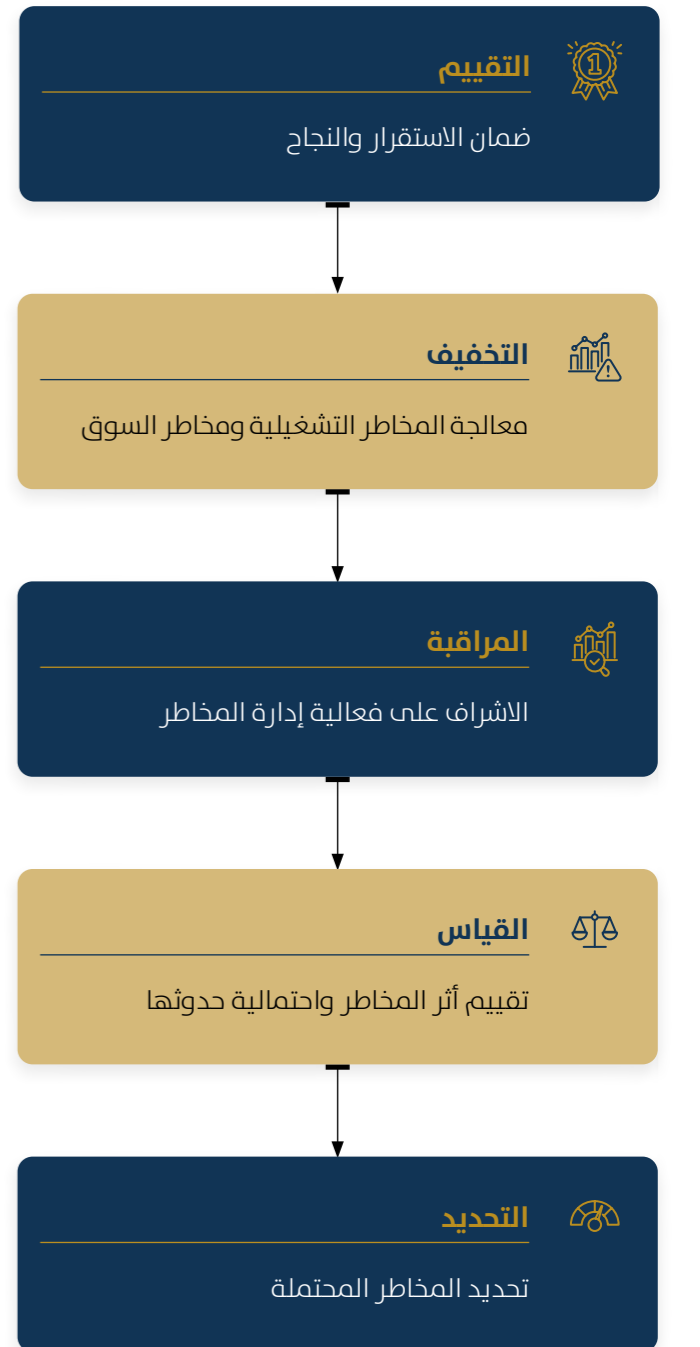 التقييم
ضمان الاستقرار والنجاح
التخفيف
معالجة المخاطر التشغيلية ومخاطر السوق
المراقبة
الاشراف على فعالية إدارة المخاطر
القياس
تقييم أثر المخاطر واحتمالية حدوثها
التحديد
تحديد المخاطر المحتملة